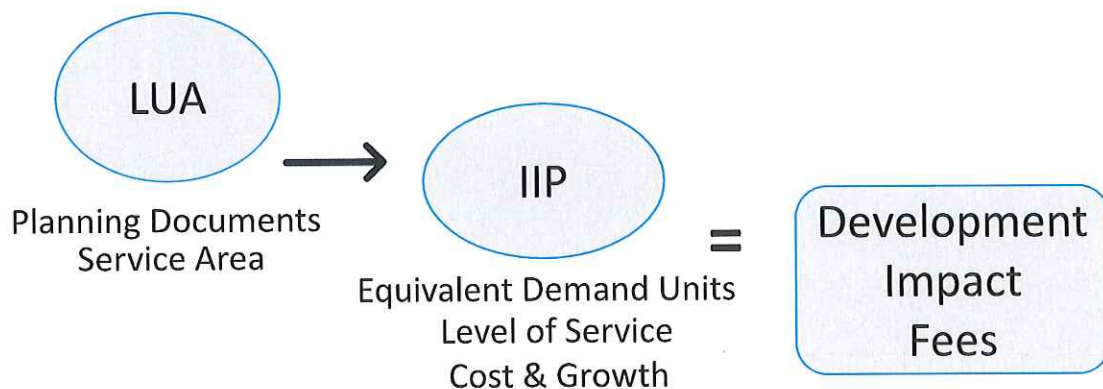 LUA
Planning Documents
Service Area
IIP
Equivalent Demand Units
Level of Service
Cost & Growth
=
Development
Impact
Fees